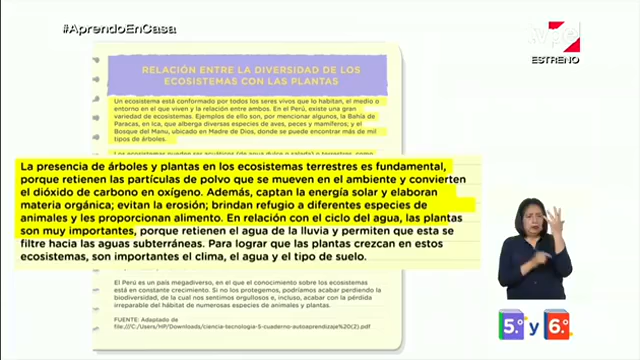 #AprendoEnCasa
tvperú
ESTRENO
RELACIÓN ENTRE LA DIVERSIDAD DE LOS
ECOSISTEMAS CON LAS PLANTAS
Un ecosistema está conformado por todos los seres vivos que lo habitan, el medio o
entorno en el que viven y la relación entre ambos. En el Perú, existe una gran
variedad de ecosistemas. Ejemplos de ello son, por mencionar algunos, la Bahía de
Paracas, en Ica, que alberga diversas especies de aves, peces y mamíferos; y el
Bosque del Manu, ubicado en Madre de Dios, donde se puede encontrar más de mil
tipos de árboles.
La presencia de árboles y plantas en los ecosistemas terrestres es fundamental,
porque retienen las partículas de polvo que se mueven en el ambiente y convierten
el dióxido de carbono en oxígeno. Además, captan la energía solar y elaboran
materia orgánica; evitan la erosión; brindan refugio a diferentes especies de
animales y les proporcionan alimento. En relación con el ciclo del agua, las plantas
son muy importantes, porque retienen el agua de la lluvia y permiten que esta se
filtre hacia las aguas subterráneas. Para lograr que las plantas crezcan en estos
ecosistemas, son importantes el clima, el agua y el tipo de suelo.
El Perú es un país megadiverso, en el que el conocimiento sobre los ecosistemas
está en constante crecimiento. Si no los protegemos, podríamos acabar perdiendo la
biodiversidad, de la cual nos sentimos orgullosos e, incluso, acabar con la pérdida
irreparable del hábitat de numerosas especies de animales y plantas.
FUENTE: Adaptado de
file:///C:/Users/HP/Downloads/ciencia-tecnologia-5-cuaderno-autoaprendizaje%20(2).pdf
5.° y 6.°